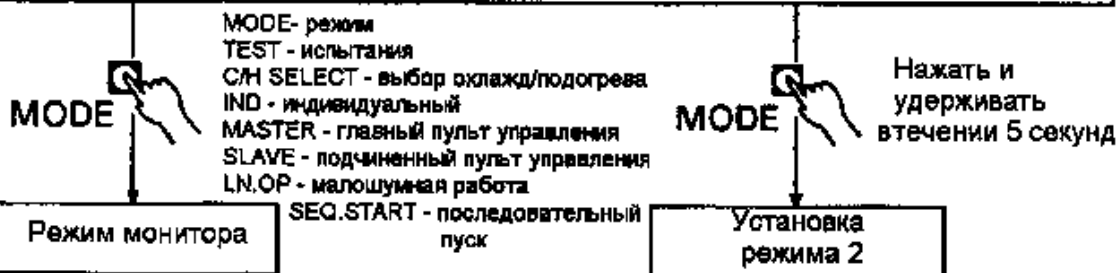 MODE- режим
TEST - испытания
C/H SELECT - выбор охлажд/подогрева
IND - индивидуальный
MASTER - главный пульт управления
SLAVE - подчиненный пульт управления
LN.OP - малошумная работа
SEQ.START - последовательный
пуск
MODE
Режим монитора
MODE
Нажать и
удерживать
втечении 5 секунд
Установка
режима 2